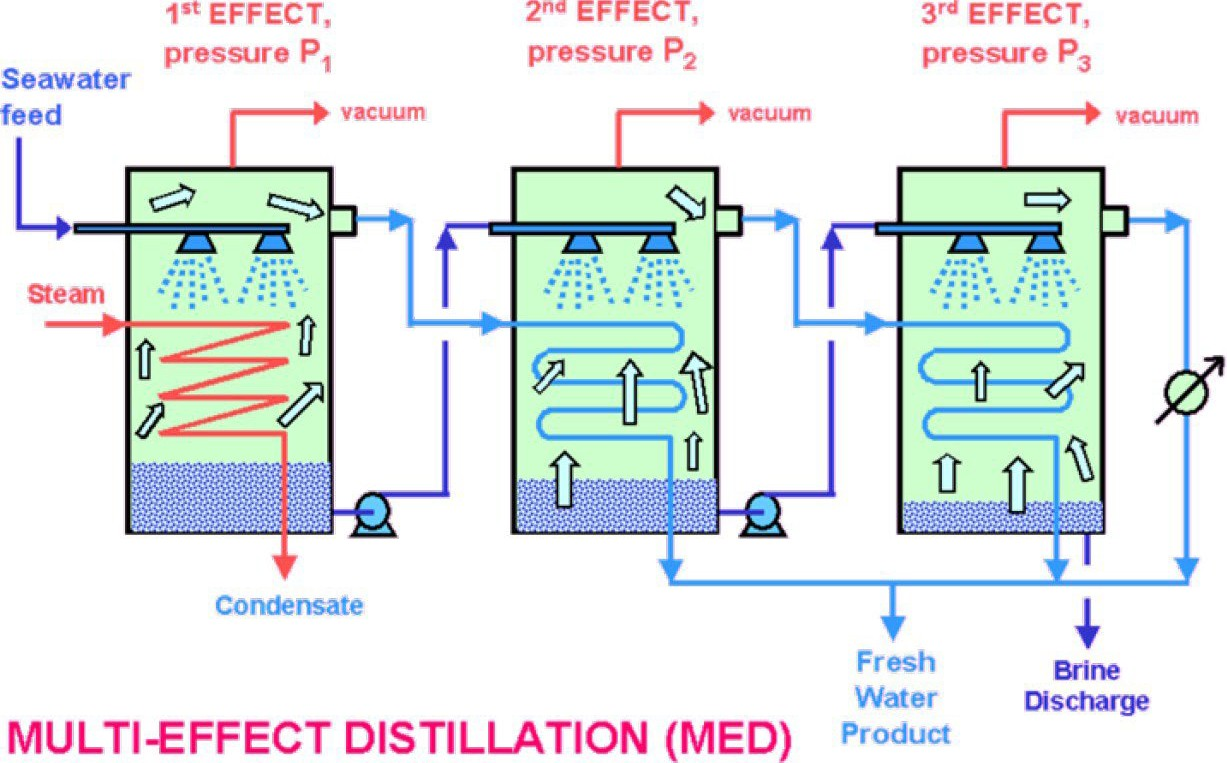 1st EFFECT,
pressure P1
2nd EFFECT,
pressure P2
3rd EFFECT,
pressure P3
Seawater
feed
vacuum
vacuum
vacuum
Steam
Condensate
Fresh
Water
Product
Brine
Discharge
MULTI-EFFECT DISTILLATION (MED)